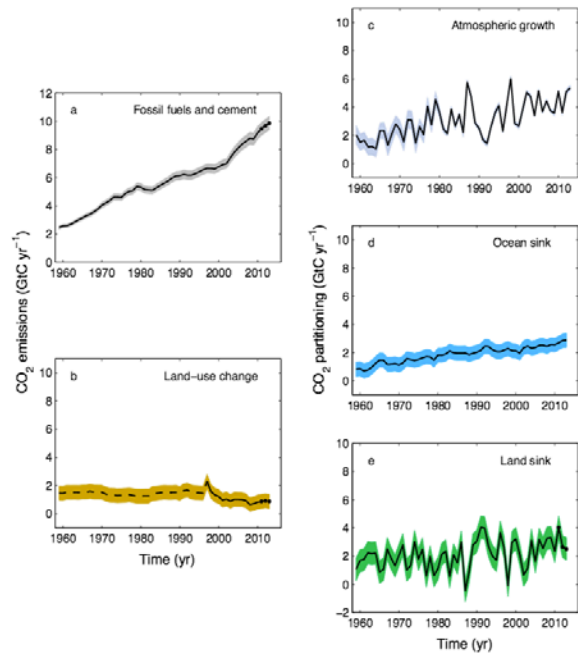 a Fossil fuels and cement
10
8
6
4
2
0
1960 1970 1980 1990 2000 2010
CO2 emissions (GtC yr−1)
b Land−use change
10
8
6
4
2
0
1960 1970 1980 1990 2000 2010
Time (yr)
c Atmospheric growth
10
8
6
4
2
0
1960 1970 1980 1990 2000 2010
CO2 partitioning (GtC yr−1)
d Ocean sink
10
8
6
4
2
0
1960 1970 1980 1990 2000 2010
e Land sink
10
8
6
4
2
0
−2
1960 1970 1980 1990 2000 2010
Time (yr)